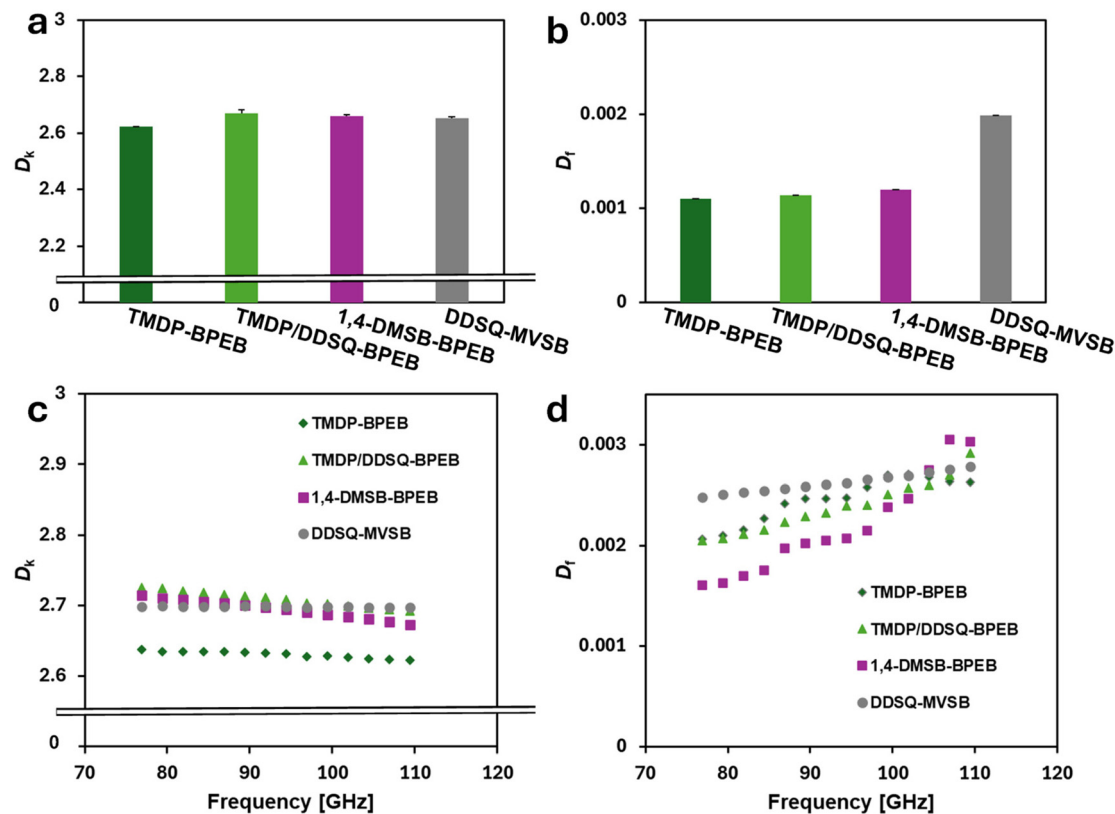 a
3
2.8
2.6
2.4
2.2
0
Dk
TMDP-BPEB
TMDP/DDSQ-BPEB
1,4-DMSB-BPEB
DDSQ-MVSB
b
0.003
0.002
0.001
0
Df
TMDP-BPEB
TMDP/DDSQ-BPEB
1,4-DMSB-BPEB
DDSQ-MVSB
c
3
2.9
2.8
2.7
2.6
0
Dk
TMDP-BPEB
TMDP/DDSQ-BPEB
1,4-DMSB-BPEB
DDSQ-MVSB
70 80 90 100 110 120
Frequency [GHz]
d
0.003
0.002
0.001
0
Df
TMDP-BPEB
TMDP/DDSQ-BPEB
1,4-DMSB-BPEB
DDSQ-MVSB
70 80 90 100 110 120
Frequency [GHz]